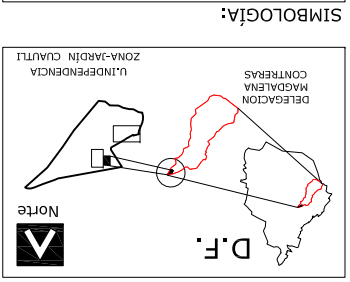 D.F.
Norte
DELEGACION
MAGDALENA
CONTRERAS
U.INDEPENDENCIA
ZONA-JARDÍN CUAUTLI
SIMBOLOGÍA: